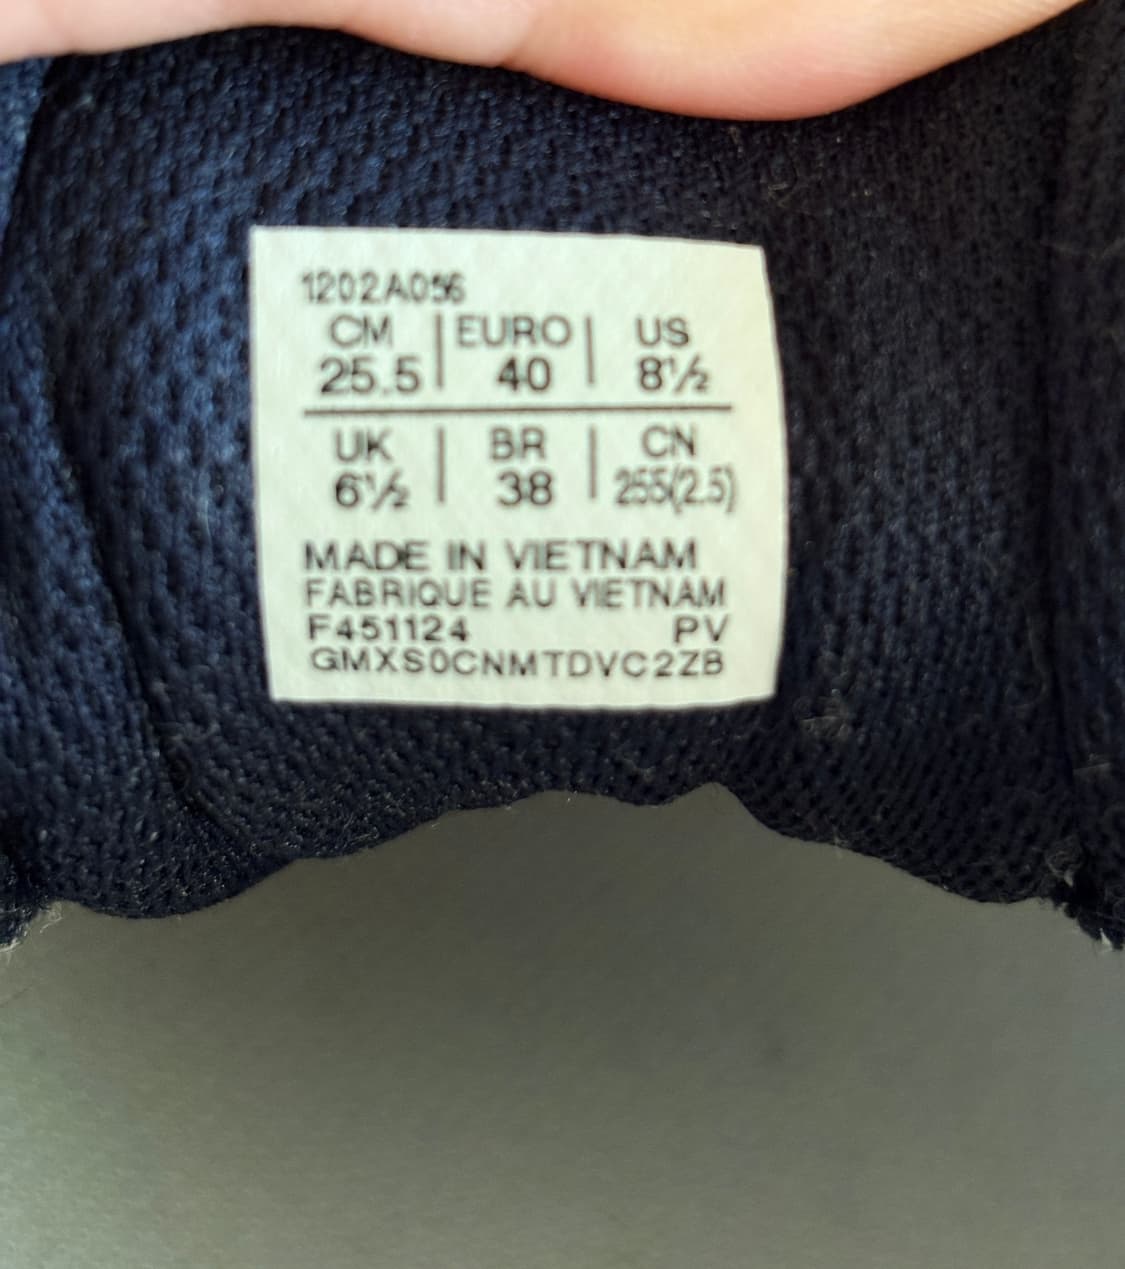 1202A056
CM | EURO | US
25.5 | 40 | 8½
UK | BR | CN
6½ | 38 | 255(2.5)
MADE IN VIETNAM
FABRIQUE AU VIETNAM
F451124 PV
GMXS0CNMTDVC2ZB